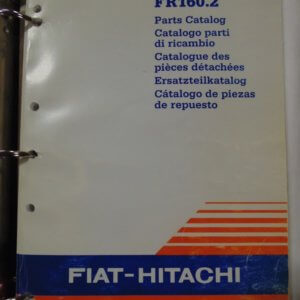 FR160.2
Parts Catalog
Catalogo parti
di ricambio
Catalogue des
pièces détachées
Ersatzteilkatalog
Cátalogo de piezas
de repuesto
FIAT-HITACHI